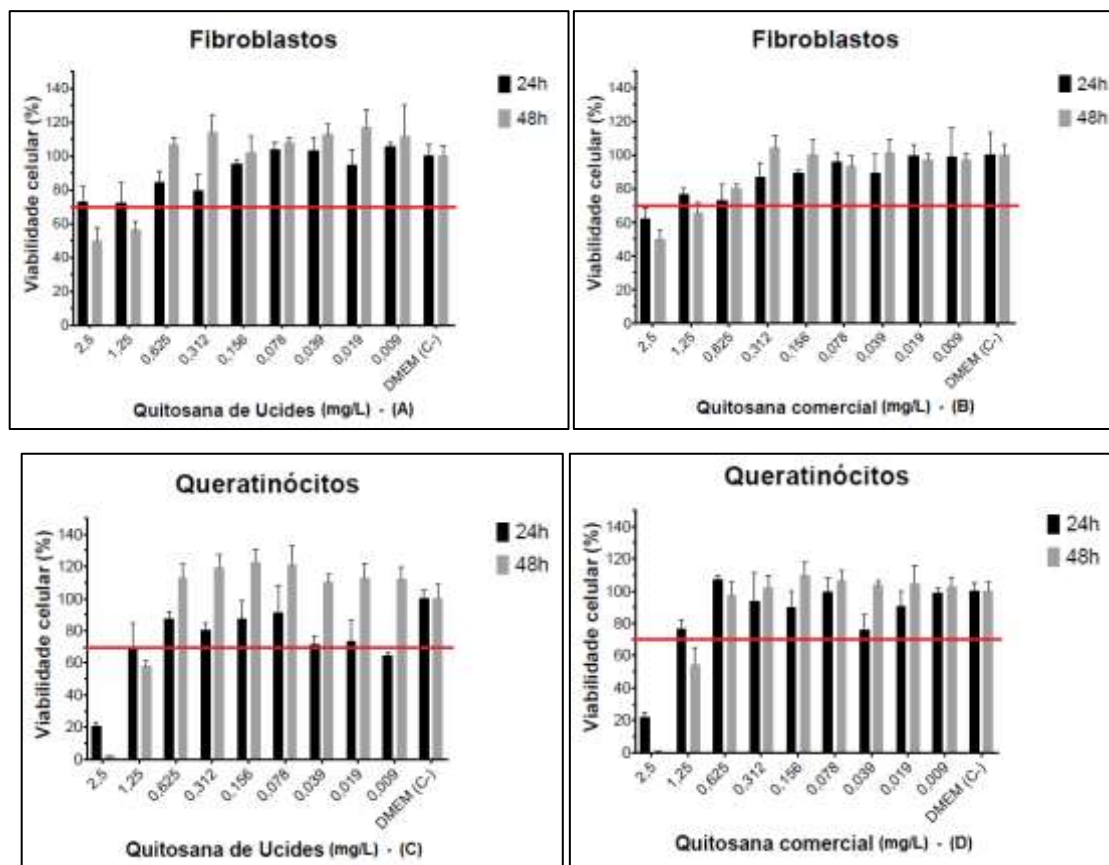 Fibroblastos
24h
48h
Viabilidade celular (%)
140
120
100
80
60
40
20
0
2,5
1,25
0,625
0,312
0,156
0,078
0,039
0,019
0,009
DMEM (C-)
Quitosana de Ucides (mg/L) - (A)
Fibroblastos
24h
48h
Viabilidade celular (%)
140
120
100
80
60
40
20
0
2,5
1,25
0,625
0,312
0,156
0,078
0,039
0,019
0,009
DMEM (C-)
Quitosana comercial (mg/L) - (B)
Queratinócitos
24h
48h
Viabilidade celular (%)
140
120
100
80
60
40
20
0
2,5
1,25
0,625
0,312
0,156
0,078
0,039
0,019
0,009
DMEM (C-)
Quitosana de Ucides (mg/L) - (C)
Queratinócitos
24h
48h
Viabilidade celular (%)
140
120
100
80
60
40
20
0
2,5
1,25
0,625
0,312
0,156
0,078
0,039
0,019
0,009
DMEM (C-)
Quitosana comercial (mg/L) - (D)